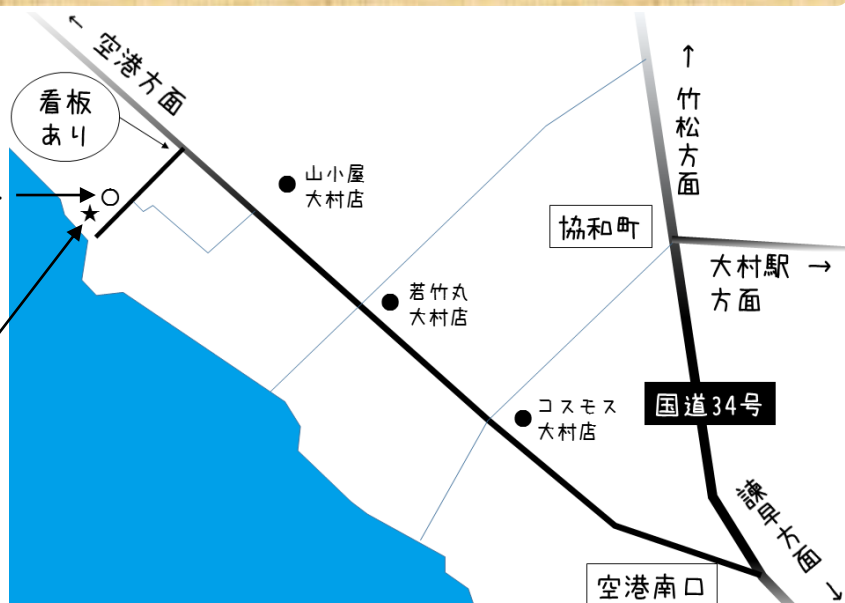 ← 空港方面
看板
あり
山小屋
大村店
↑ 竹松方面
協和町
大村駅 →
方面
若竹丸
大村店
コスモス
大村店
国道34号
諫早方面 →
空港南口